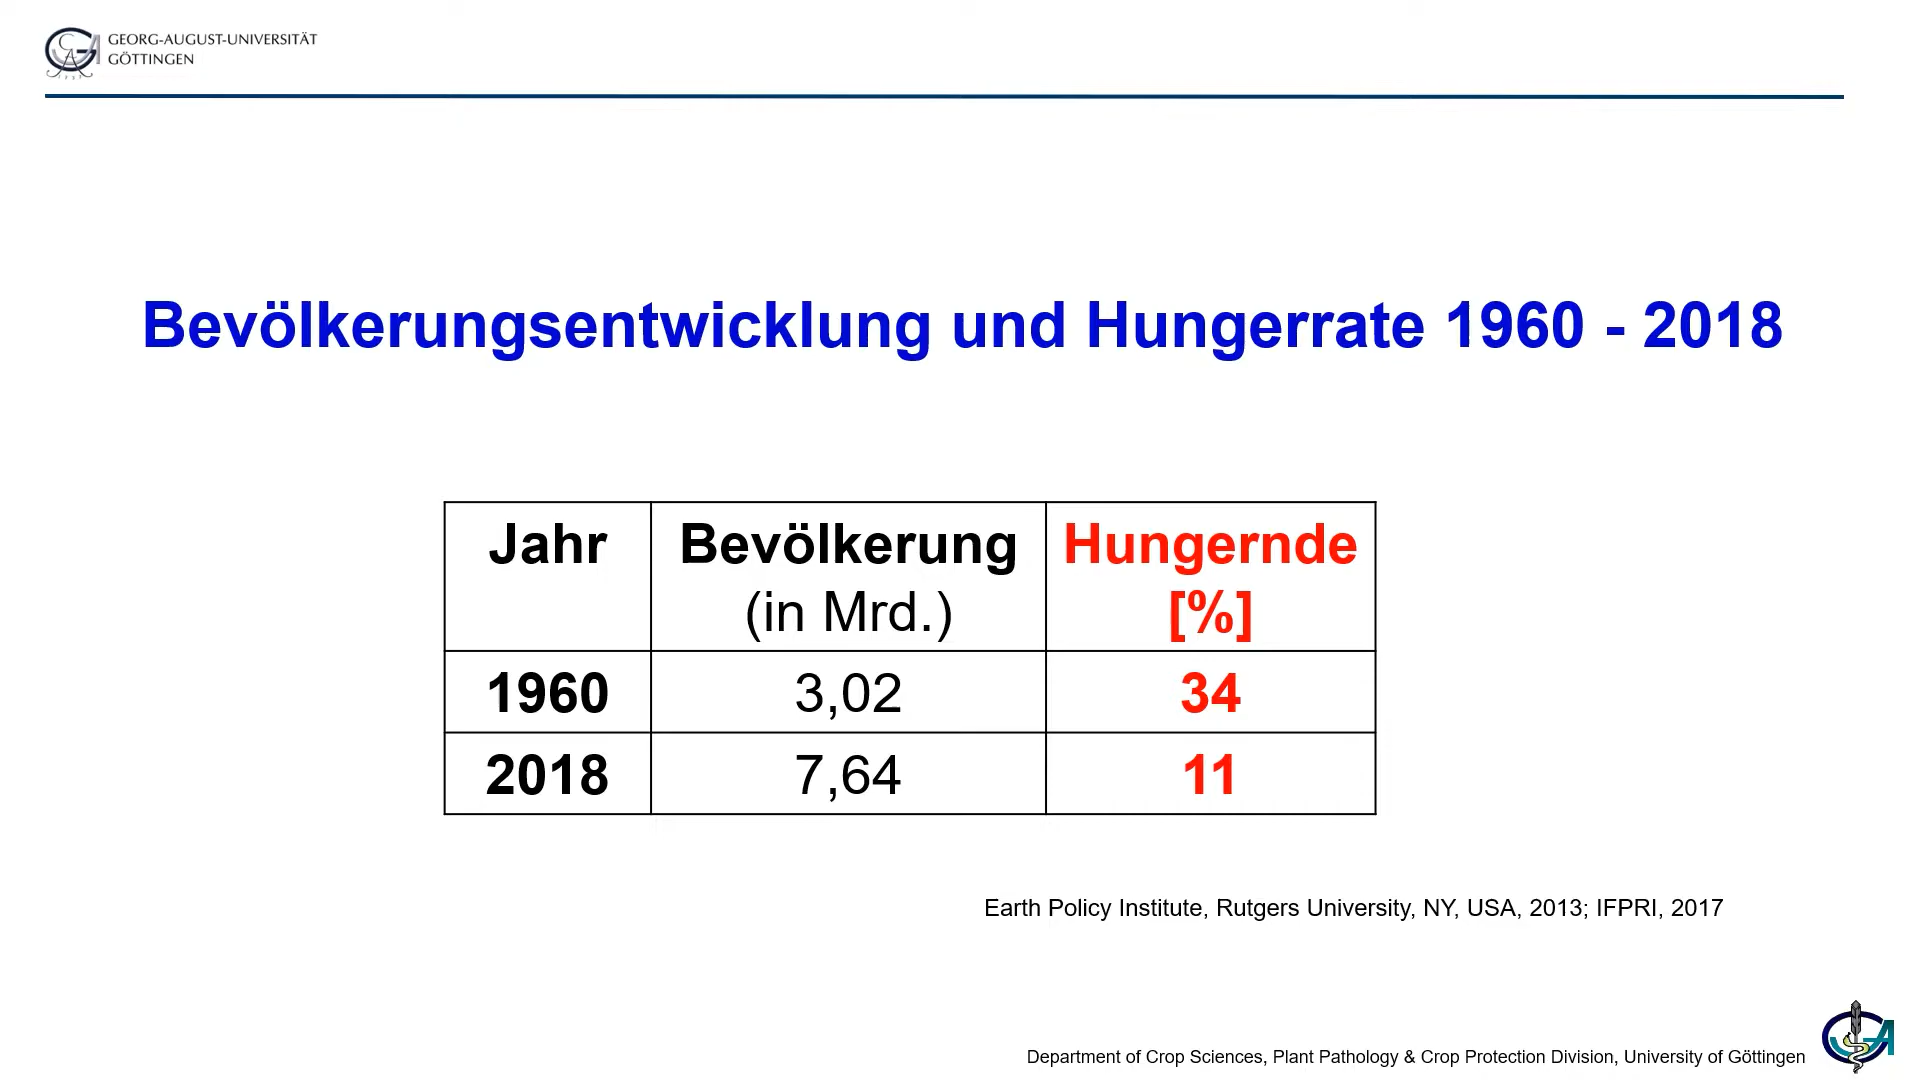 GEORG-AUGUST-UNIVERSITÄT
GÖTTINGEN
Bevölkerungsentwicklung und Hungerrate 1960 - 2018
Jahr Bevölkerung Hungernde
(in Mrd.) [%]
1960 3,02 34
2018 7,64 11
Earth Policy Institute, Rutgers University, NY, USA, 2013; IFPRI, 2017
Department of Crop Sciences, Plant Pathology & Crop Protection Division, University of Göttingen